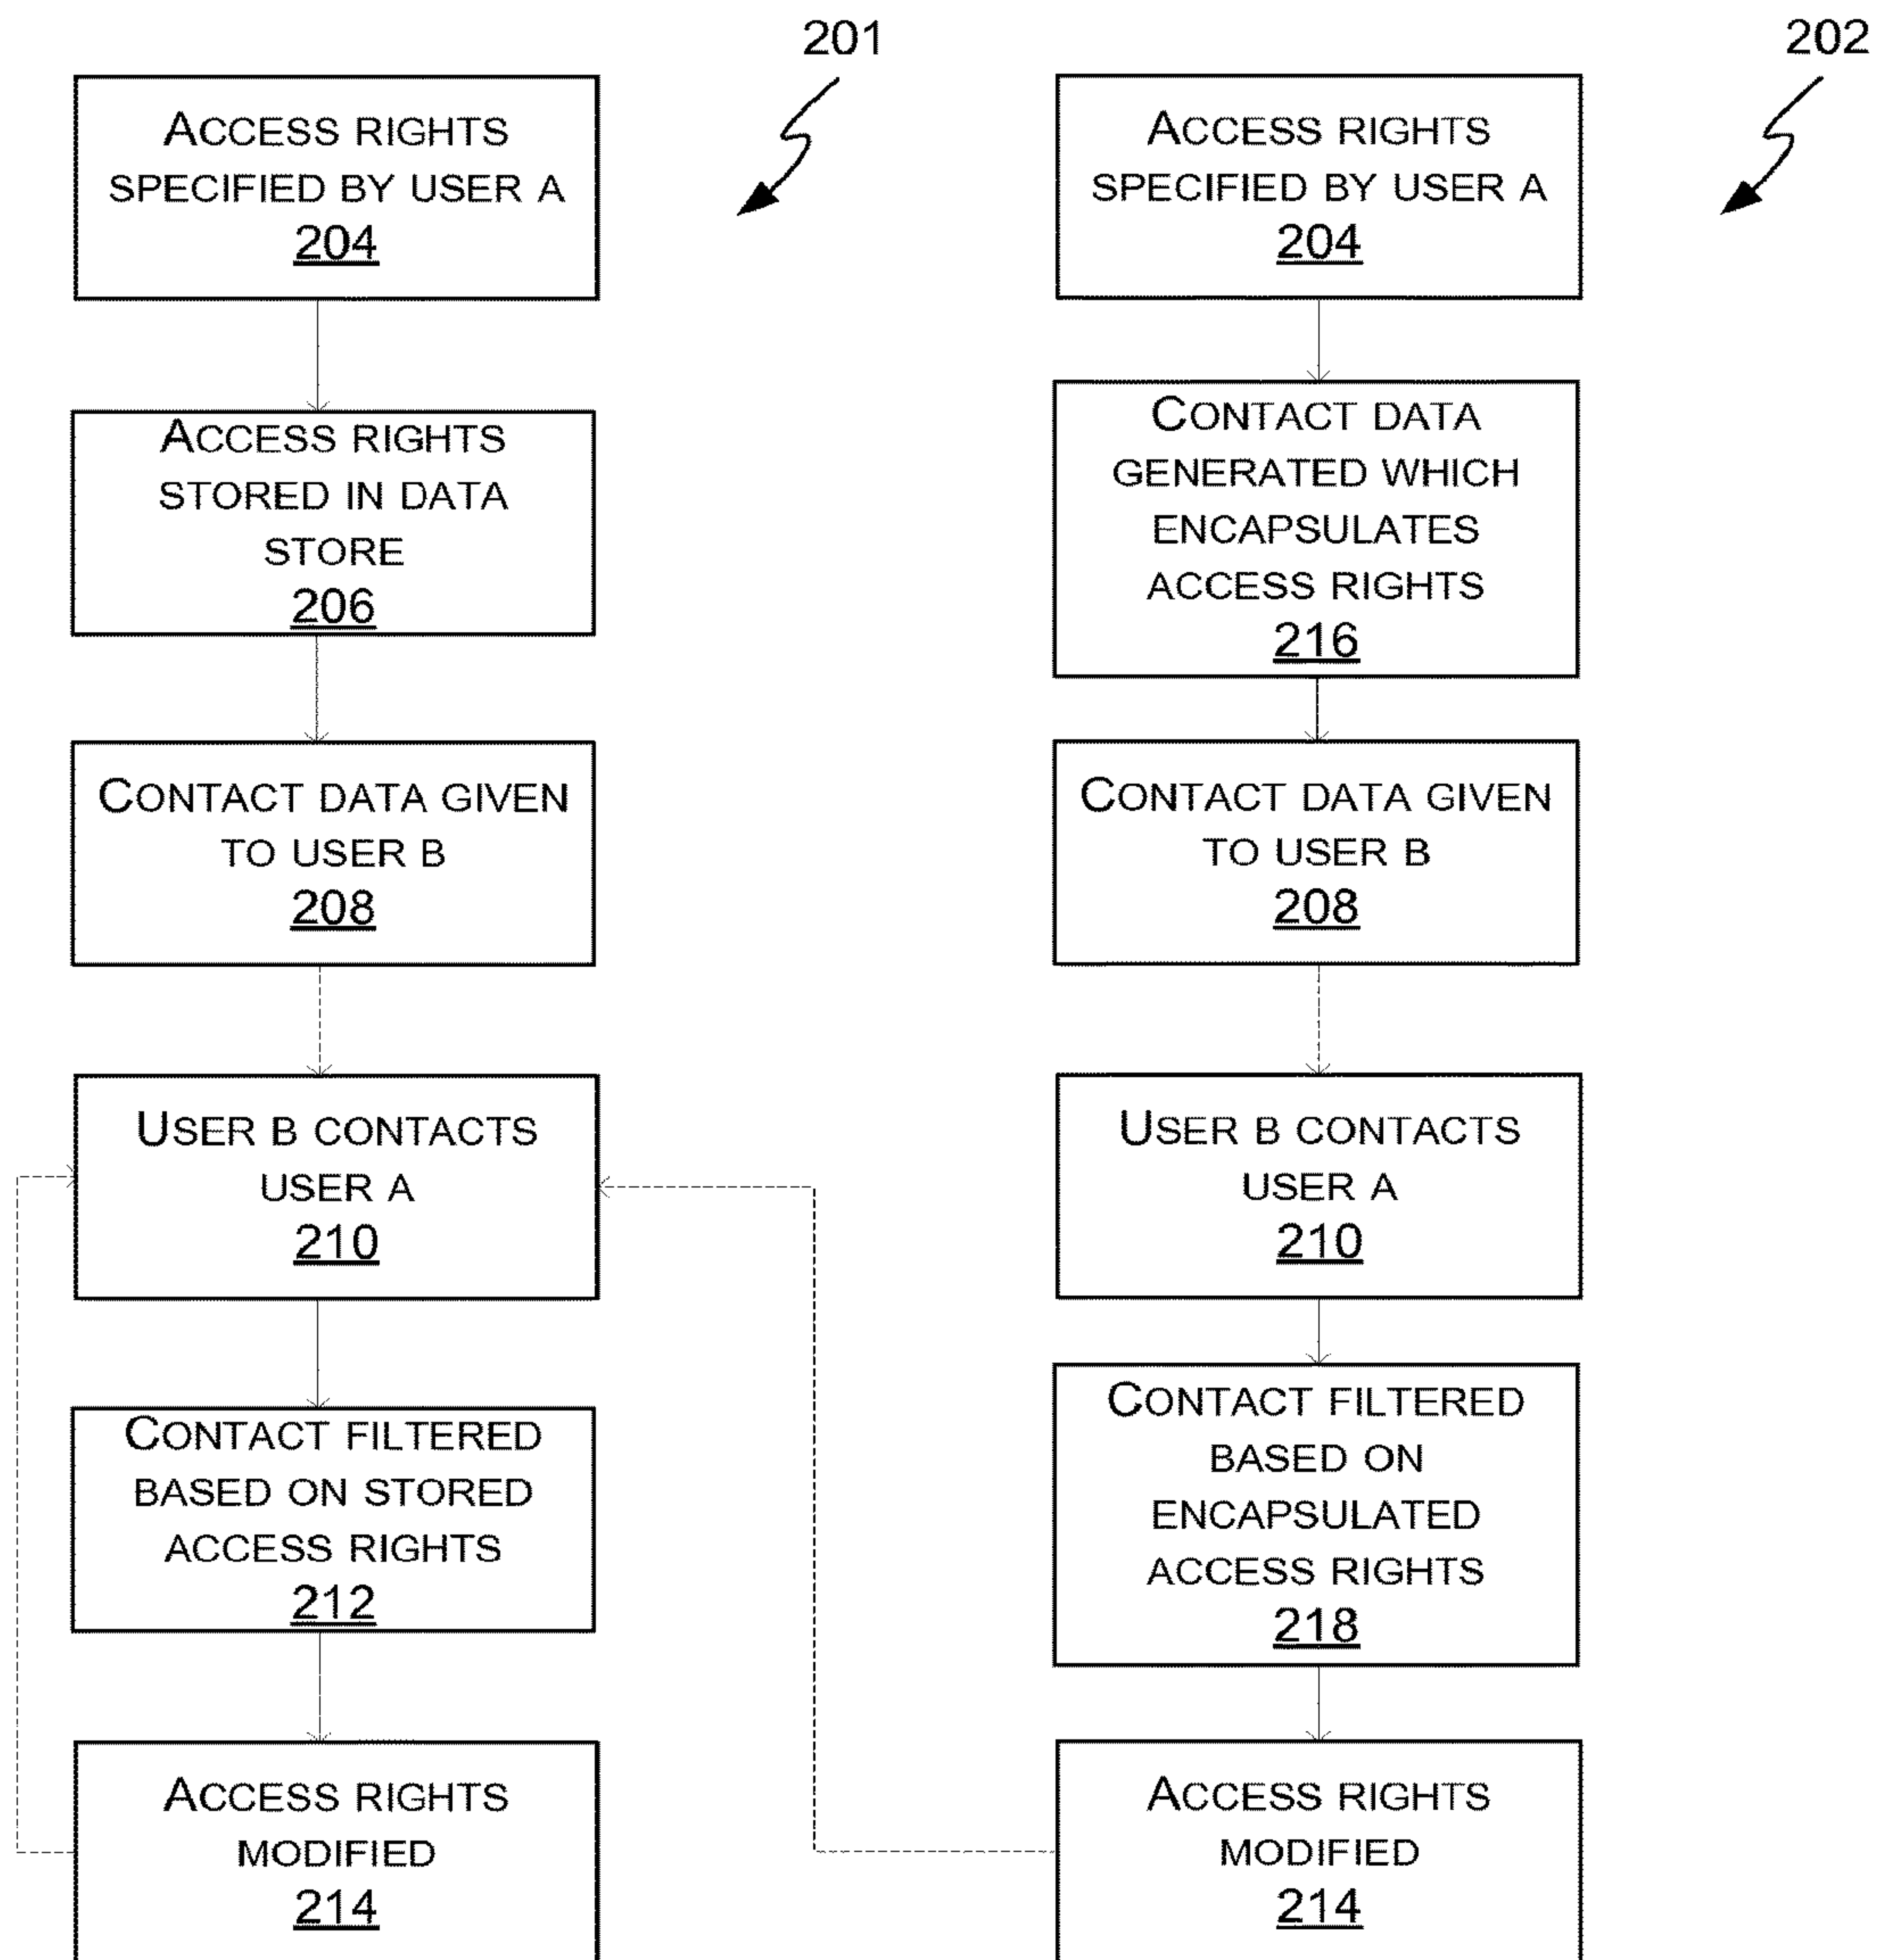 201
ACCESS RIGHTS
SPECIFIED BY USER A
204
ACCESS RIGHTS
STORED IN DATA
STORE
206
CONTACT DATA GIVEN
TO USER B
208
USER B CONTACTS
USER A
210
CONTACT FILTERED
BASED ON STORED
ACCESS RIGHTS
212
ACCESS RIGHTS
MODIFIED
214
202
ACCESS RIGHTS
SPECIFIED BY USER A
204
CONTACT DATA
GENERATED WHICH
ENCAPSULATES
ACCESS RIGHTS
216
CONTACT DATA GIVEN
TO USER B
208
USER B CONTACTS
USER A
210
CONTACT FILTERED
BASED ON
ENCAPSULATED
ACCESS RIGHTS
218
ACCESS RIGHTS
MODIFIED
214